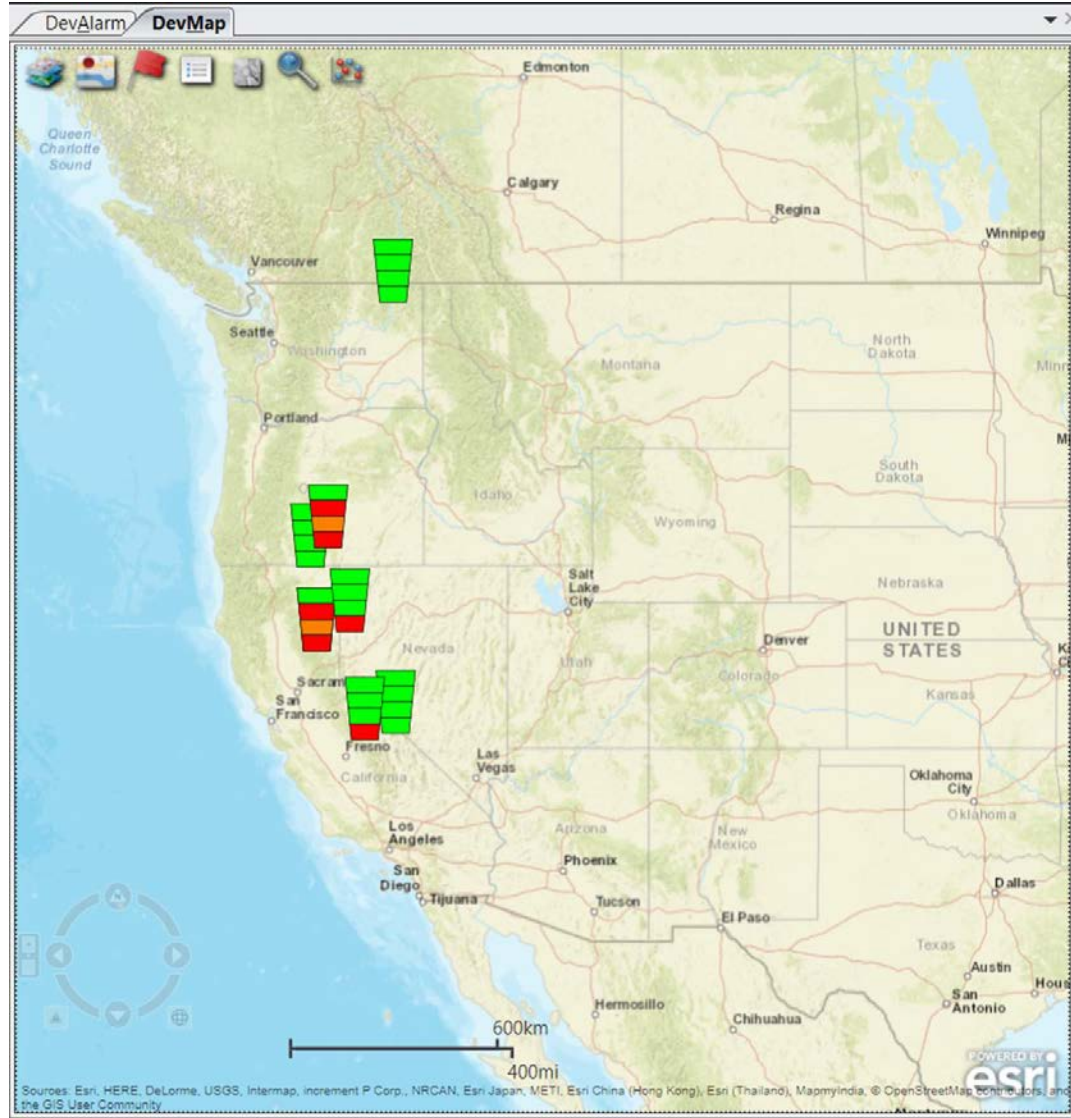 DevAlarm
DevMap
Edmonton
Queen
Charlotte
Sound
Calgary
Regina
Winnipeg
Vancouver
Seattle
Washington
North
Dakota
Montana
Minn
Portland
M
South
Dakota
O
Idaho
Wyoming
Salt
Lake
City
Nebraska
UNITED
STATES
Denver
Nevada
Utah
Colorado
Kansas
Sacram
San
Francisco
Fresno
California
Las
Vegas
Oklahoma
City
Oklahoma
Los
Angeles
Arizona
New
Mexico
Phoenix
San
Diego
Tijuana
Tucson
Dallas
El Paso
Texas
Austin
Hous
San
Antonio
Hermosillo
Chihuahua
600km
400mi
POWERED BY
esri
Sources: Esri, HERE, DeLorme, USGS, Intermap, increment P Corp., NRCAN, Esri Japan, METI, Esri China (Hong Kong), Esri (Thailand), MapmyIndia, © OpenStreetMap contributors, and
the GIS User Community